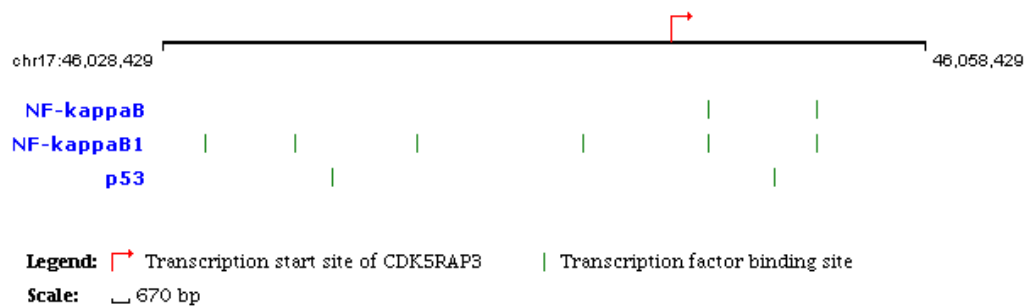 chr17:46,028,429 46,058,429
NF-kappaB
NF-kappaB1
p53
Legend: Transcription start site of CDK5RAP3 Transcription factor binding site
Scale: 670 bp